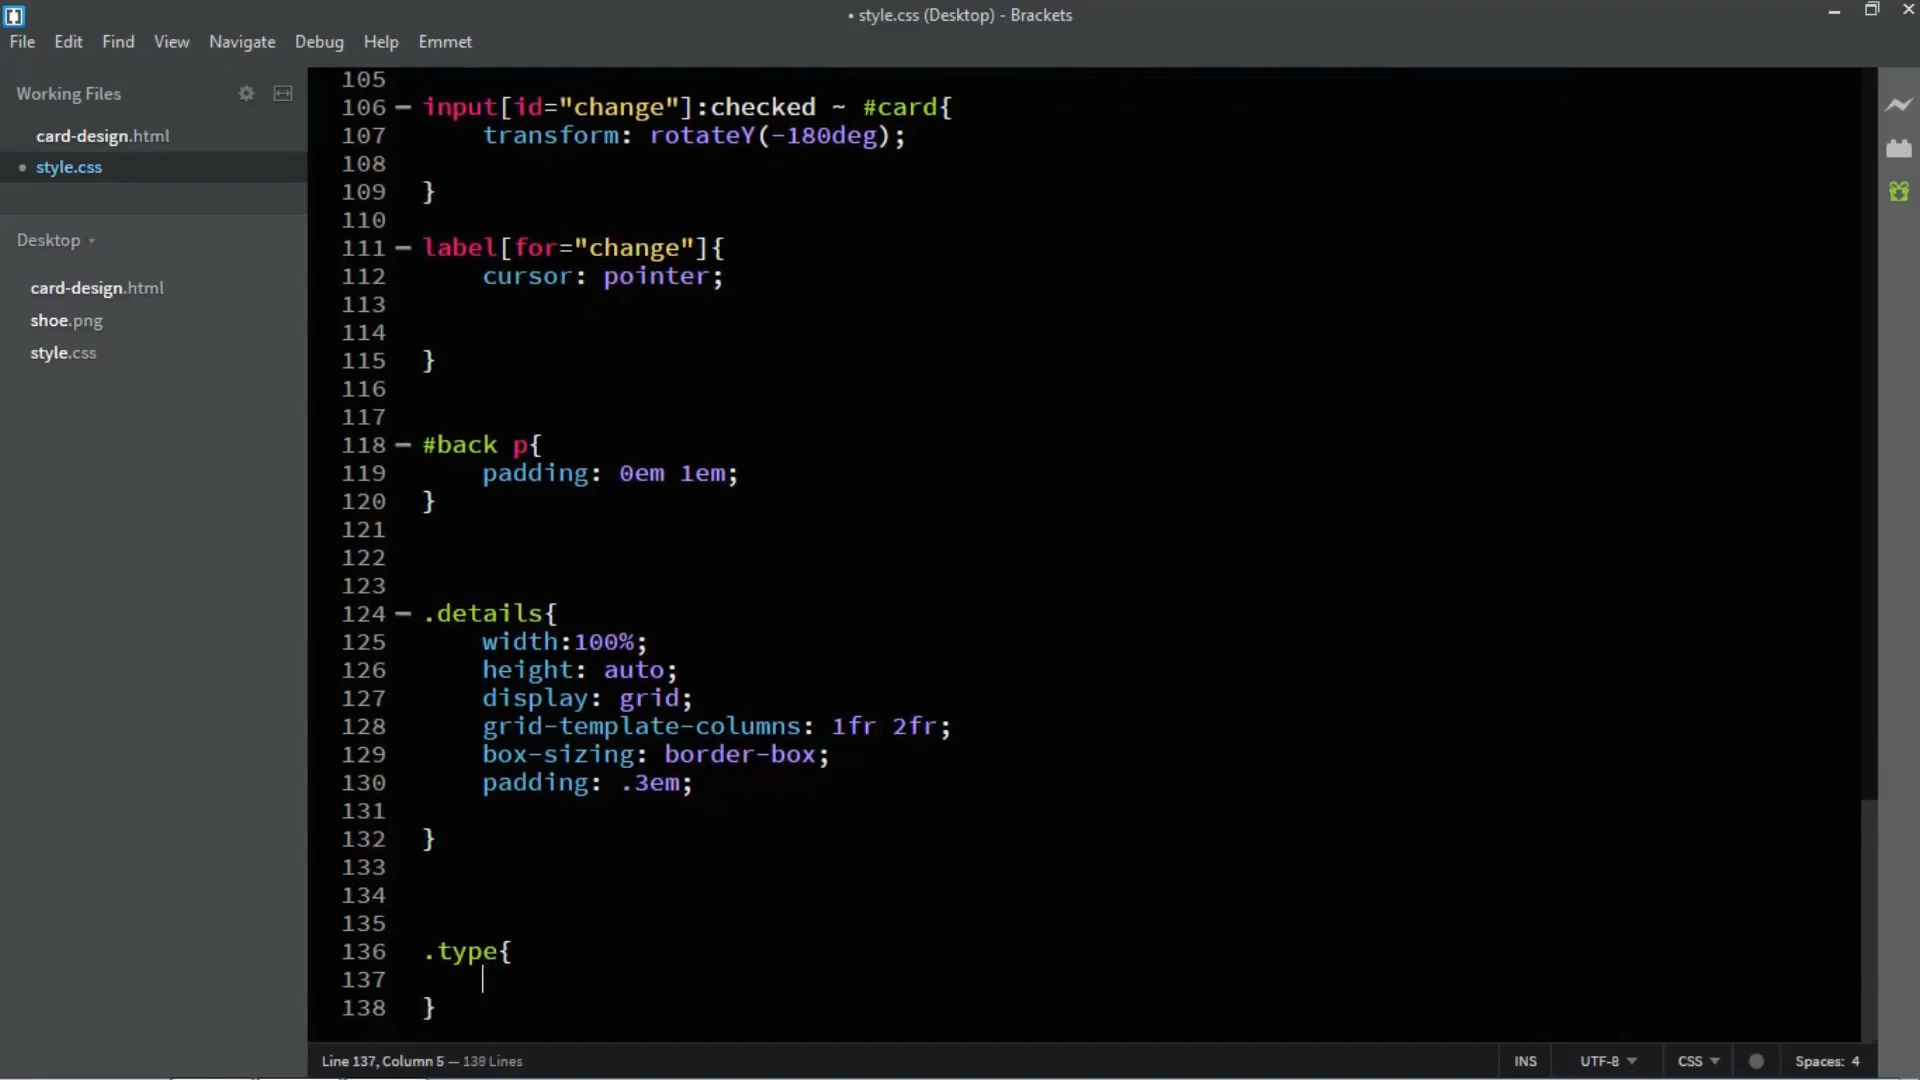 • style.css (Desktop) - Brackets
File Edit Find View Navigate Debug Help Emmet
Working Files
card-design.html
• style.css
Desktop
card-design.html
shoe.png
style.css
105
106 input[id="change"]:checked ~ #card{
107     transform: rotateY(-180deg);
108
109 }
110
111 label[for="change"]{
112     cursor: pointer;
113
114
115 }
116
117
118 #back p{
119     padding: 0em 1em;
120 }
121
122
123
124 .details{
125     width:100%;
126     height: auto;
127     display: grid;
128     grid-template-columns: 1fr 2fr;
129     box-sizing: border-box;
130     padding: .3em;
131
132 }
133
134
135
136 .type{
137
138 }
Line 137, Column 5 — 138 Lines
INS UTF-8 CSS Spaces: 4